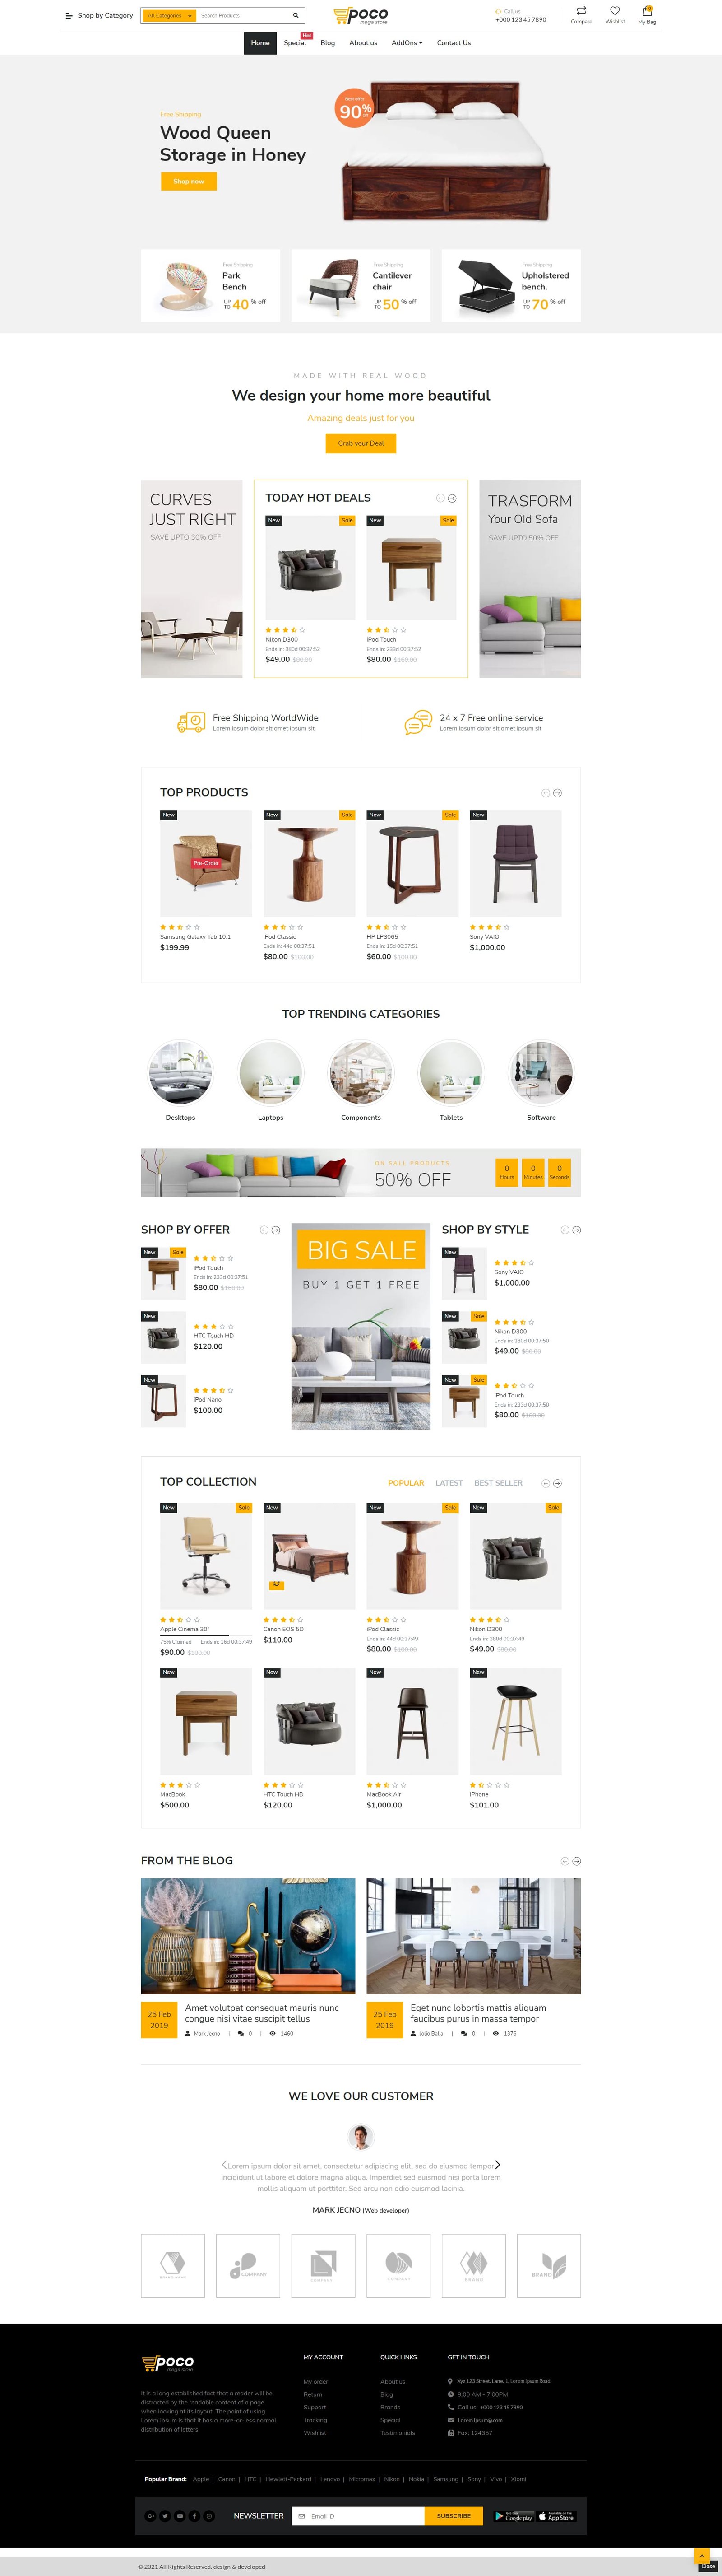 Shop by Category
All Categories
Search Products
poco
mega store
Call us
+000 123 45 7890
Compare
Wishlist
My Bag
Home
Special
Hot
Blog
About us
AddOns
Contact Us
Free Shipping
Wood Queen
Storage in Honey
Shop now
Best offer
90%
Free Shipping
Park
Bench
UP TO 40 % off
Free Shipping
Cantilever
chair
UP TO 50 % off
Free Shipping
Upholstered
bench.
UP TO 70 % off
MADE WITH REAL WOOD
We design your home more beautiful
Amazing deals just for you
Grab your Deal
CURVES
JUST RIGHT
SAVE UPTO 30% OFF
TODAY HOT DEALS
New
Sale
Nikon D300
Ends in: 380d 00:37:52
$49.00 $80.00
New
Sale
iPod Touch
Ends in: 233d 00:37:52
$80.00 $160.00
TRASFORM
Your Old Sofa
SAVE UPTO 50% OFF
Free Shipping WorldWide
Lorem ipsum dolor sit amet ipsum sit
24 x 7 Free online service
Lorem ipsum dolor sit amet ipsum sit
TOP PRODUCTS
New
Pre-Order
Samsung Galaxy Tab 10.1
$199.99
New
Sale
iPod Classic
Ends in: 44d 00:37:51
$80.00 $100.00
New
Sale
HP LP3065
Ends in: 15d 00:37:51
$60.00 $100.00
New
Sony VAIO
$1,000.00
TOP TRENDING CATEGORIES
Desktops
Laptops
Components
Tablets
Software
ON SALL PRODUCTS
50% OFF
0
Hours
0
Minutes
0
Seconds
SHOP BY OFFER
New
Sale
iPod Touch
Ends in: 233d 00:37:51
$80.00 $160.00
New
HTC Touch HD
$120.00
New
iPod Nano
$100.00
BIG SALE
BUY 1 GET 1 FREE
SHOP BY STYLE
New
Sony VAIO
$1,000.00
New
Sale
Nikon D300
Ends in: 380d 00:37:50
$49.00 $80.00
New
Sale
iPod Touch
Ends in: 233d 00:37:50
$80.00 $160.00
TOP COLLECTION
POPULAR
LATEST
BEST SELLER
New
Sale
Apple Cinema 30"
75% Claimed
Ends in: 16d 00:37:49
$90.00 $100.00
New
Canon EOS 5D
$110.00
New
Sale
iPod Classic
Ends in: 44d 00:37:49
$80.00 $100.00
New
Sale
Nikon D300
Ends in: 380d 00:37:49
$49.00 $80.00
New
MacBook
$500.00
New
HTC Touch HD
$120.00
New
MacBook Air
$1,000.00
New
iPhone
$101.00
FROM THE BLOG
25 Feb
2019
Amet volutpat consequat mauris nunc
congue nisi vitae suscipit tellus
Mark Jecno | 0 | 1460
25 Feb
2019
Eget nunc lobortis mattis aliquam
faucibus purus in massa tempor
Jolio Balia | 0 | 1376
WE LOVE OUR CUSTOMER
Lorem ipsum dolor sit amet, consectetur adipiscing elit, sed do eiusmod tempor
incididunt ut labore et dolore magna aliqua. Imperdiet sed euismod nisi porta lorem
mollis aliquam ut porttitor. Sed arcu non odio euismod lacinia.
MARK JECNO (Web developer)
COMPANY
COMPANY
COMPANY
BRAND
BRAND
poco
mega store
It is a long established fact that a reader will be
distracted by the readable content of a page
when looking at its layout. The point of using
Lorem Ipsum is that it has a more-or-less normal
distribution of letters
MY ACCOUNT
My order
Return
Support
Tracking
Wishlist
QUICK LINKS
About us
Blog
Brands
Special
Testimonials
GET IN TOUCH
Xyz 123 Street, Lane, 1, Lorem Ipsum Road.
9:00 AM - 7:00PM
Call us: +000 123 45 7890
Lorem Ipsum@.com
Fax: 124357
Popular Brand: Apple | Canon | HTC | Hewlett-Packard | Lenovo | Micromax | Nikon | Nokia | Samsung | Sony | Vivo | Xiomi
NEWSLETTER
Email ID
SUBSCRIBE
Google play
App Store
© 2021 All Rights Reserved. design & developed
Close